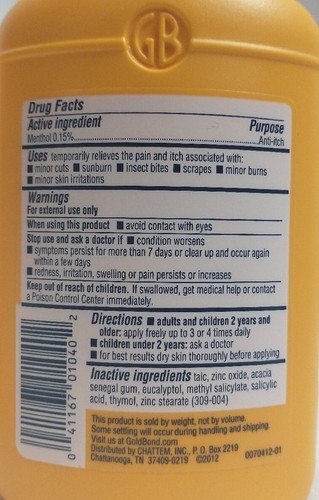 GB
Drug Facts
Active ingredient Purpose
Menthol 0.15%........................Anti-itch
Uses temporarily relieves the pain and itch associated with:
■ minor cuts ■ sunburn ■ insect bites ■ scrapes ■ minor burns
■ minor skin irritations
Warnings
For external use only
When using this product ■ avoid contact with eyes
Stop use and ask a doctor if ■ condition worsens
■ symptoms persist for more than 7 days or clear up and occur again
within a few days
■ redness, irritation, swelling or pain persists or increases
Keep out of reach of children. If swallowed, get medical help or contact
a Poison Control Center immediately.
Directions ■ adults and children 2 years and
older: apply freely up to 3 or 4 times daily
■ children under 2 years: ask a doctor
■ for best results dry skin thoroughly before applying
Inactive ingredients talc, zinc oxide, acacia
senegal gum, eucalyptol, methyl salicylate, salicylic
acid, thymol, zinc stearate (309-004)
0 41167 01040 2
This product is sold by weight, not by volume.
Some settling will occur during handling and shipping.
Visit us at GoldBond.com
Distributed by CHATTEM, INC., P. O. Box 2219
Chattanooga, TN 37409-0219 ©2012 0070412-01